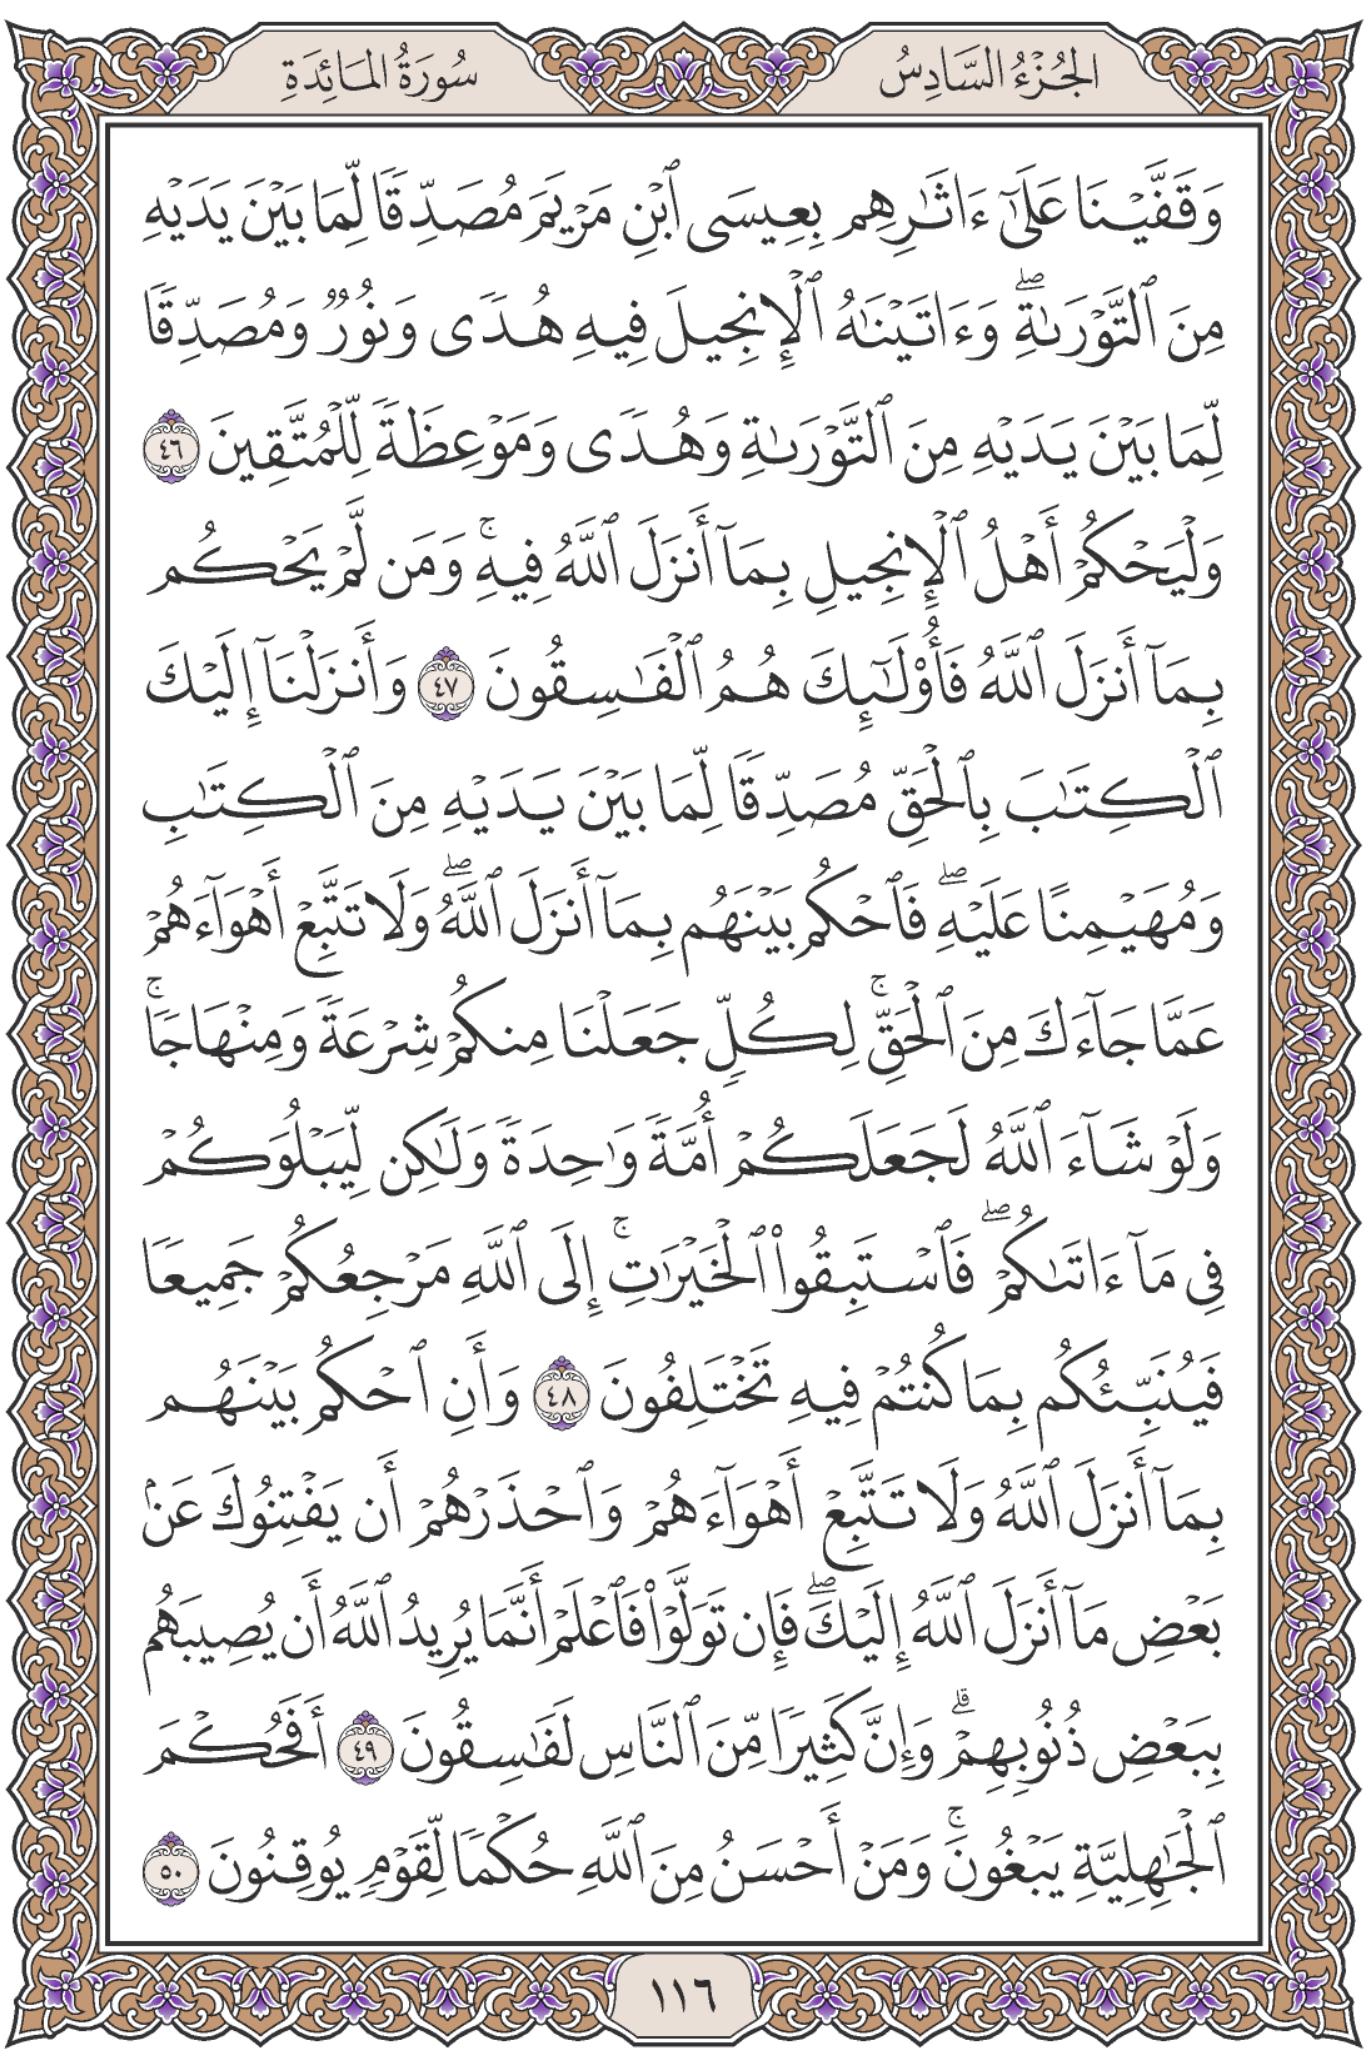 الجُزْءُ السَّادِسُ
سُورَةُ المَائِدَةِ
وَقَفَّيْنَا عَلَىٰٓ ءَاثَٰرِهِم بِعِيسَى ٱبْنِ مَرْيَمَ مُصَدِّقًا لِّمَا بَيْنَ يَدَيْهِ
مِنَ ٱلتَّوْرَىٰةِۖ وَءَاتَيْنَٰهُ ٱلْإِنجِيلَ فِيهِ هُدًى وَنُورٌ وَمُصَدِّقًا
لِّمَا بَيْنَ يَدَيْهِ مِنَ ٱلتَّوْرَىٰةِ وَهُدًى وَمَوْعِظَةً لِّلْمُتَّقِينَ ٤٦
وَلْيَحْكُمْ أَهْلُ ٱلْإِنجِيلِ بِمَآ أَنزَلَ ٱللَّهُ فِيهِۚ وَمَن لَّمْ يَحْكُم
بِمَآ أَنزَلَ ٱللَّهُ فَأُو۟لَٰٓئِكَ هُمُ ٱلْفَٰسِقُونَ ٤٧ وَأَنزَلْنَآ إِلَيْكَ
ٱلْكِتَٰبَ بِٱلْحَقِّ مُصَدِّقًا لِّمَا بَيْنَ يَدَيْهِ مِنَ ٱلْكِتَٰبِ
وَمُهَيْمِنًا عَلَيْهِۖ فَٱحْكُم بَيْنَهُم بِمَآ أَنزَلَ ٱللَّهُۖ وَلَا تَتَّبِعْ أَهْوَآءَهُمْ
عَمَّا جَآءَكَ مِنَ ٱلْحَقِّۚ لِكُلٍّ جَعَلْنَا مِنكُمْ شِرْعَةً وَمِنْهَاجًاۚ
وَلَوْ شَآءَ ٱللَّهُ لَجَعَلَكُمْ أُمَّةً وَٰحِدَةً وَلَٰكِن لِّيَبْلُوَكُمْ
فِى مَآ ءَاتَىٰكُمْۖ فَٱسْتَبِقُوا۟ ٱلْخَيْرَٰتِۚ إِلَى ٱللَّهِ مَرْجِعُكُمْ جَمِيعًا
فَيُنَبِّئُكُم بِمَا كُنتُمْ فِيهِ تَخْتَلِفُونَ ٤٨ وَأَنِ ٱحْكُم بَيْنَهُم
بِمَآ أَنزَلَ ٱللَّهُ وَلَا تَتَّبِعْ أَهْوَآءَهُمْ وَٱحْذَرْهُمْ أَن يَفْتِنُوكَ عَنۢ
بَعْضِ مَآ أَنزَلَ ٱللَّهُ إِلَيْكَۖ فَإِن تَوَلَّوْا۟ فَٱعْلَمْ أَنَّمَا يُرِيدُ ٱللَّهُ أَن يُصِيبَهُم
بِبَعْضِ ذُنُوبِهِمْۗ وَإِنَّ كَثِيرًا مِّنَ ٱلنَّاسِ لَفَٰسِقُونَ ٤٩ أَفَحُكْمَ
ٱلْجَٰهِلِيَّةِ يَبْغُونَۚ وَمَنْ أَحْسَنُ مِنَ ٱللَّهِ حُكْمًا لِّقَوْمٍ يُوقِنُونَ ٥٠
١١٦